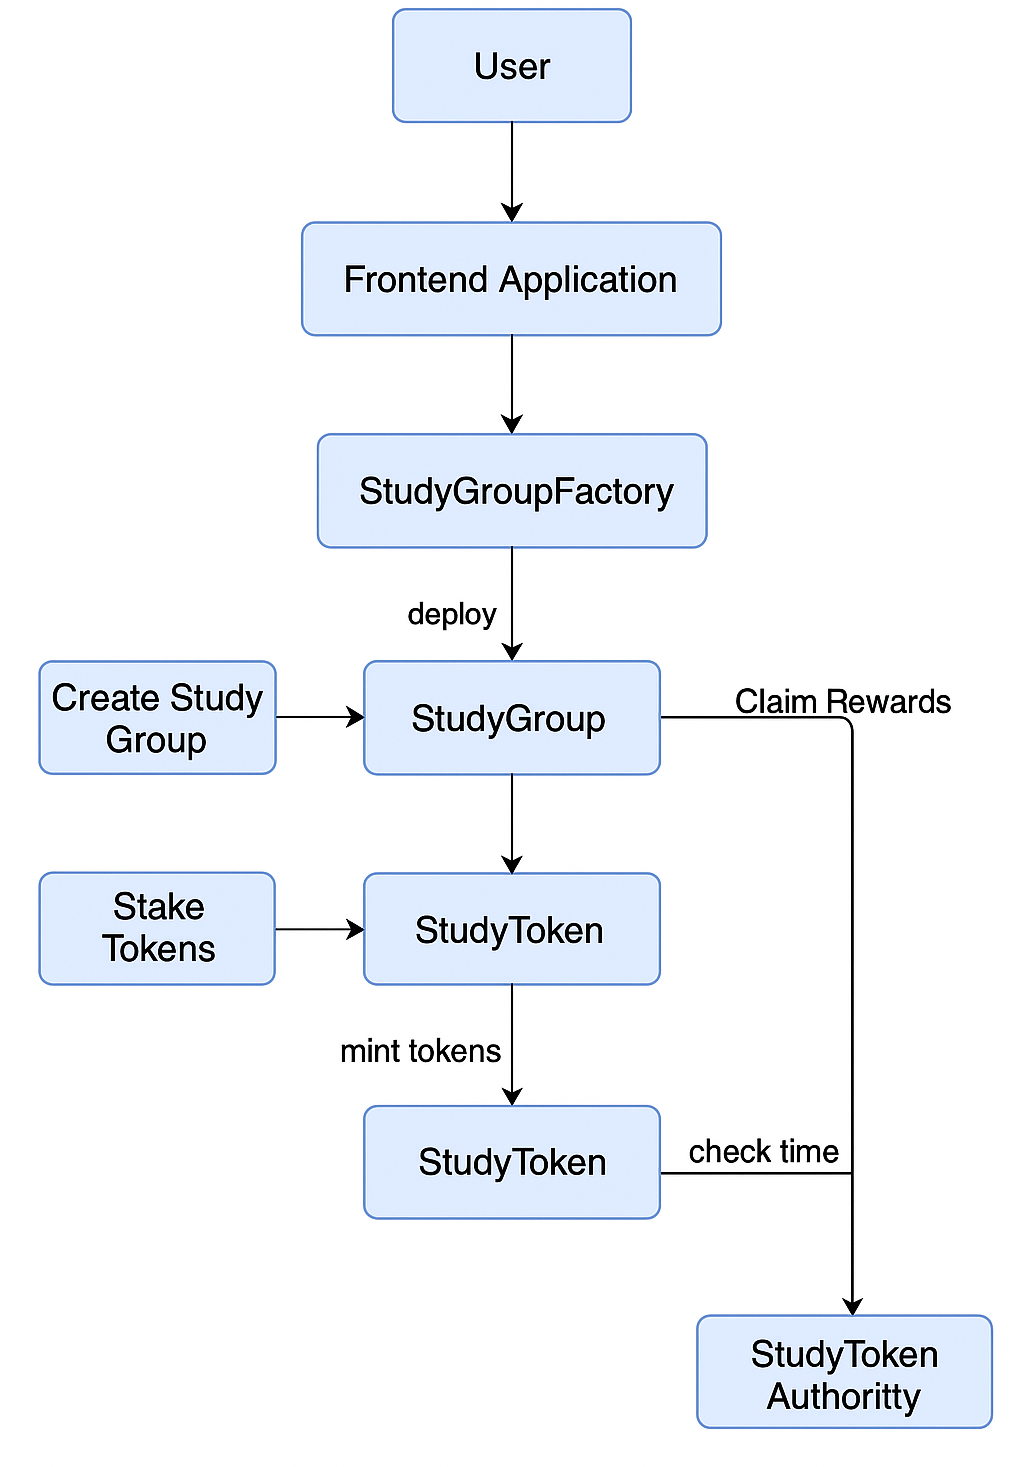 User
Frontend Application
StudyGroupFactory
deploy
Create Study
Group
StudyGroup
Claim Rewards
Stake
Tokens
StudyToken
mint tokens
StudyToken
check time
StudyToken
Authoritty